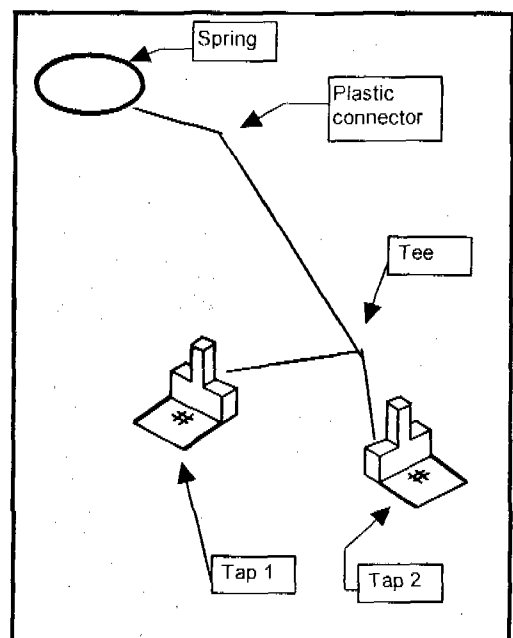 Spring
Plastic
connector
Tee
Tap 1
Tap 2